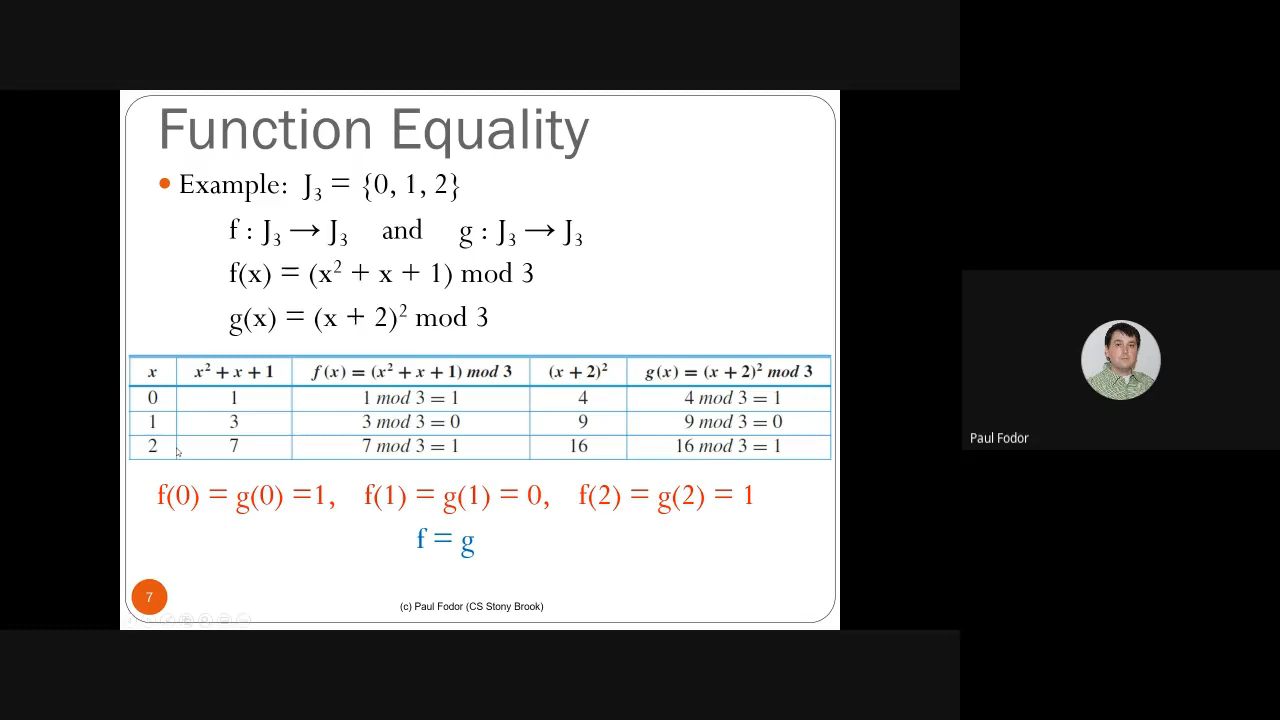 Function Equality
Example: J₃ = {0, 1, 2}
f : J₃ → J₃ and g : J₃ → J₃
f(x) = (x² + x + 1) mod 3
g(x) = (x + 2)² mod 3
x x² + x + 1 f(x) = (x² + x + 1) mod 3 (x + 2)² g(x) = (x + 2)² mod 3
0 1 1 mod 3 = 1 4 4 mod 3 = 1
1 3 3 mod 3 = 0 9 9 mod 3 = 0
2 7 7 mod 3 = 1 16 16 mod 3 = 1
f(0) = g(0) =1, f(1) = g(1) = 0, f(2) = g(2) = 1
f = g
7
(c) Paul Fodor (CS Stony Brook)
Paul Fodor